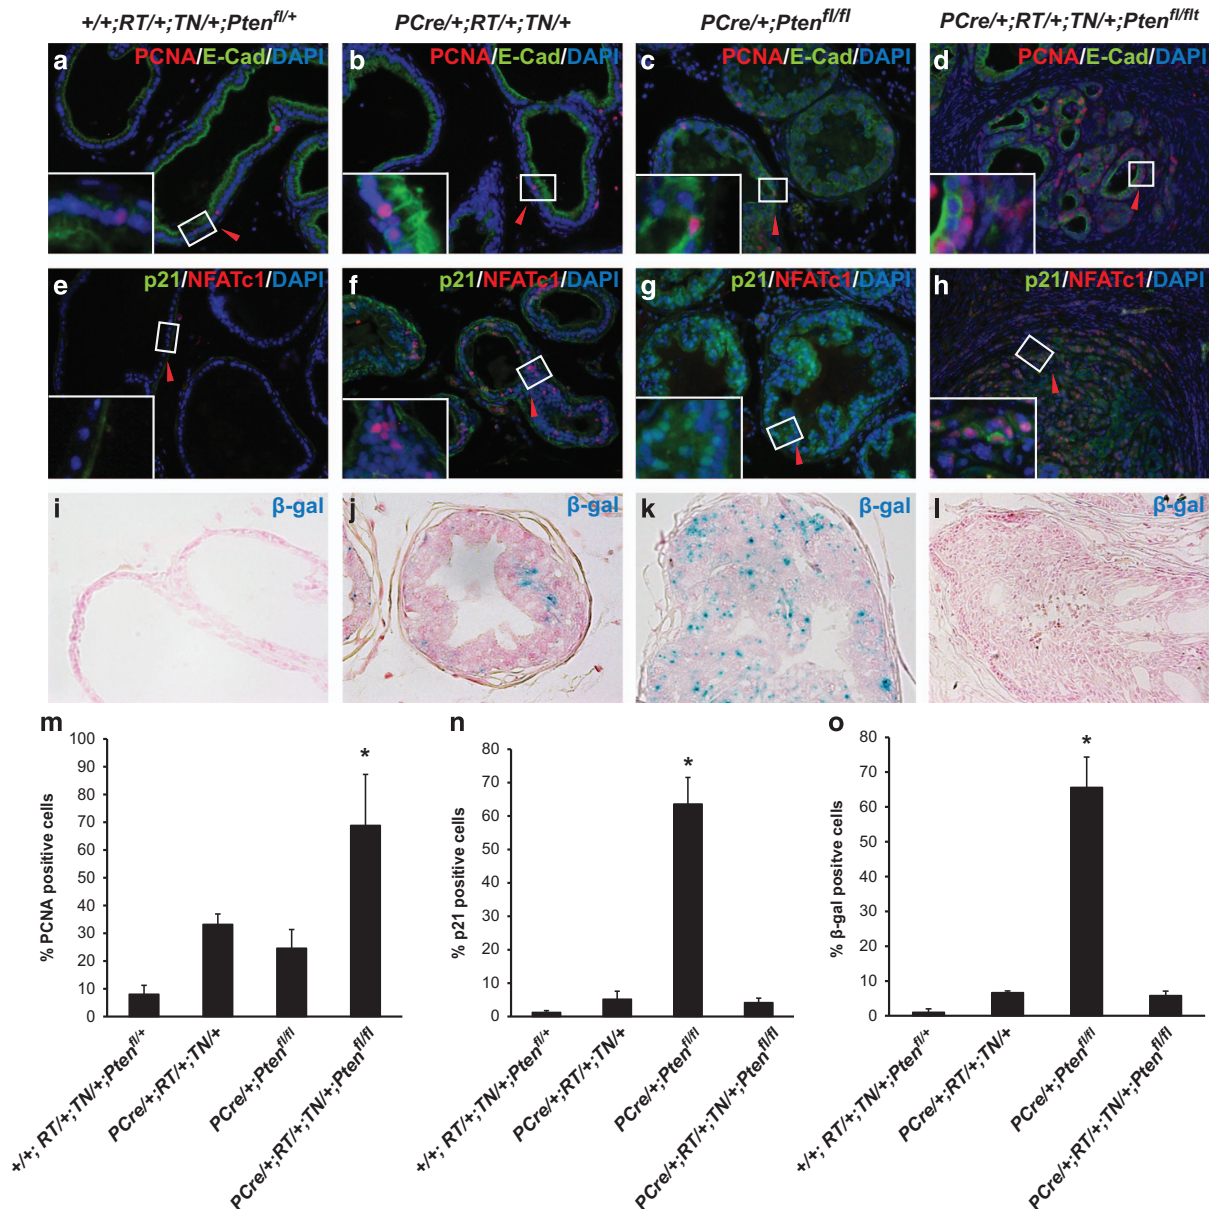 +/+;RT/+;TN/+;Pten^fl/+ PCre/+;RT/+;TN/+ PCre/+;Pten^fl/fl PCre/+;RT/+;TN/+;Pten^fl/flt
a PCNA/E-Cad/DAPI b PCNA/E-Cad/DAPI c PCNA/E-Cad/DAPI d PCNA/E-Cad/DAPI
e p21/NFATc1/DAPI f p21/NFATc1/DAPI g p21/NFATc1/DAPI h p21/NFATc1/DAPI
i β-gal j β-gal k β-gal l β-gal
m
% PCNA positive cells
100
90
80
70
60
50
40
30
20
10
0
*
+/+; RT/+;TN/+;Pten^fl/+
PCre/+;RT/+;TN/+
PCre/+;Pten^fl/fl
PCre/+;RT/+;TN/+;Pten^fl/fl
n
% p21 positive cells
80
70
60
50
40
30
20
10
0
*
+/+; RT/+;TN/+;Pten^fl/+
PCre/+;RT/+;TN/+
PCre/+;Pten^fl/fl
PCre/+;RT/+;TN/+;Pten^fl/fl
o
% β-gal positive cells
80
70
60
50
40
30
20
10
0
*
+/+; RT/+;TN/+;Pten^fl/+
PCre/+;RT/+;TN/+
PCre/+;Pten^fl/fl
PCre/+;RT/+;TN/+;Pten^fl/fl